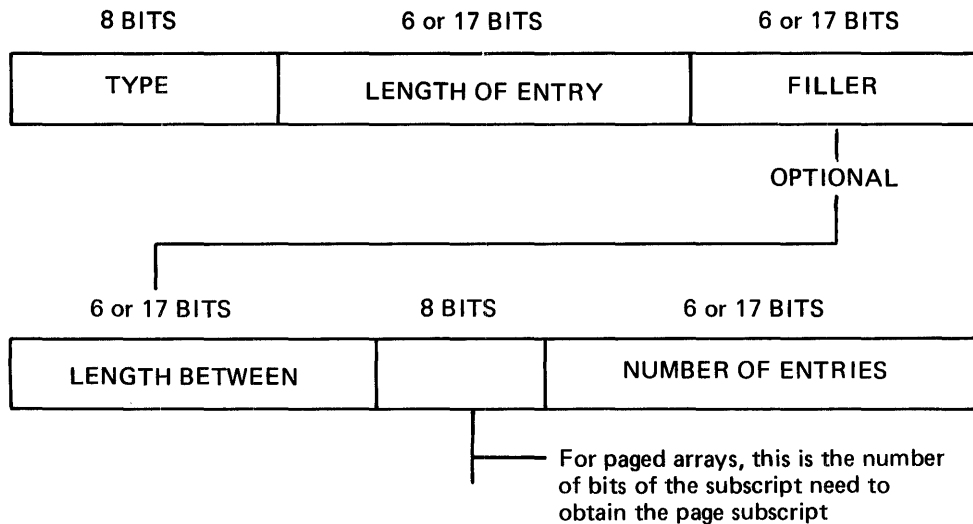 8 BITS 6 or 17 BITS 6 or 17 BITS
TYPE LENGTH OF ENTRY FILLER
OPTIONAL
6 or 17 BITS 8 BITS 6 or 17 BITS
LENGTH BETWEEN NUMBER OF ENTRIES
For paged arrays, this is the number
of bits of the subscript need to
obtain the page subscript